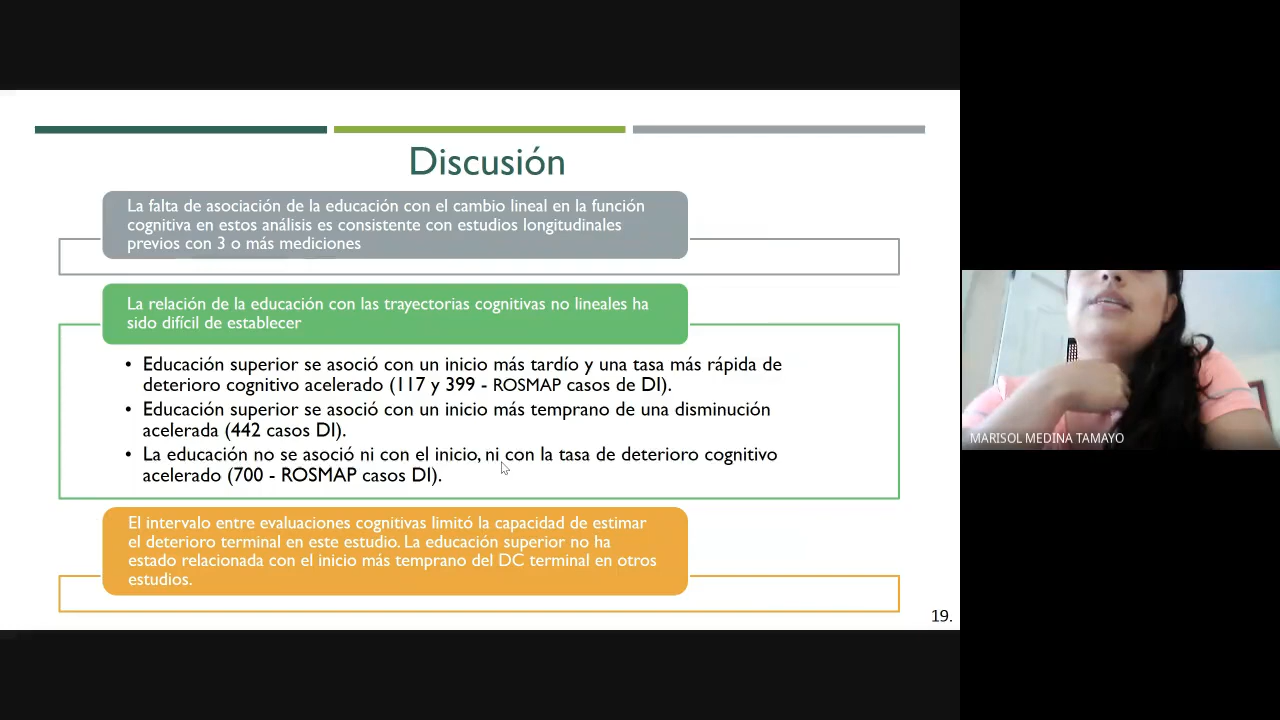 Discusión
La falta de asociación de la educación con el cambio lineal en la función
cognitiva en estos análisis es consistente con estudios longitudinales
previos con 3 o más mediciones
La relación de la educación con las trayectorias cognitivas no lineales ha
sido difícil de establecer
• Educación superior se asoció con un inicio más tardío y una tasa más rápida de
deterioro cognitivo acelerado (117 y 399 - ROSMAP casos de DI).
• Educación superior se asoció con un inicio más temprano de una disminución
acelerada (442 casos DI).
• La educación no se asoció ni con el inicio, ni con la tasa de deterioro cognitivo
acelerado (700 - ROSMAP casos DI).
El intervalo entre evaluaciones cognitivas limitó la capacidad de estimar
el deterioro terminal en este estudio. La educación superior no ha
estado relacionada con el inicio más temprano del DC terminal en otros
estudios.
19.
MARISOL MEDINA TAMAYO